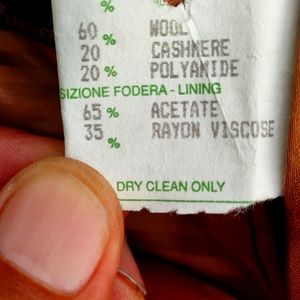 %
60 % WOOL
20 CASHMERE
20 % POLYAMIDE
SIZIONE FODERA - LINING
65 % ACETATE
35 % RAYON VISCOSE
DRY CLEAN ONLY